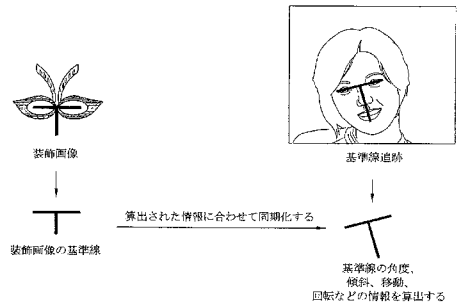 装飾画像
基準線追跡
算出された情報に合わせて同期化する
装飾画像の基準線
基準線の角度、
傾斜、移動、
回転などの情報を算出する